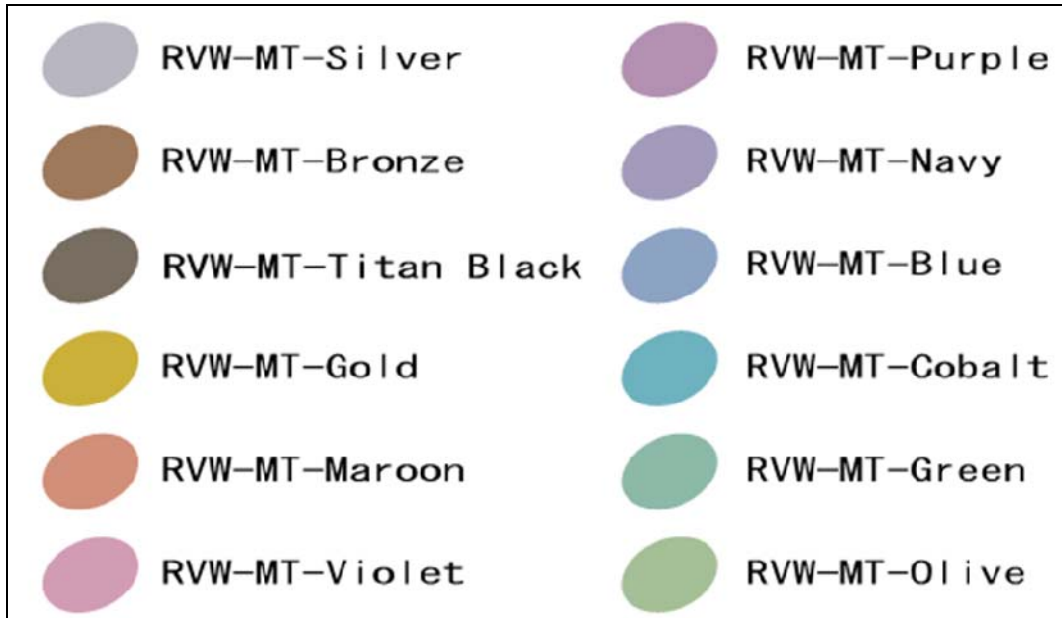 RVW-MT-Silver
RVW-MT-Bronze
RVW-MT-Titan Black
RVW-MT-Gold
RVW-MT-Maroon
RVW-MT-Violet
RVW-MT-Purple
RVW-MT-Navy
RVW-MT-Blue
RVW-MT-Cobalt
RVW-MT-Green
RVW-MT-Olive